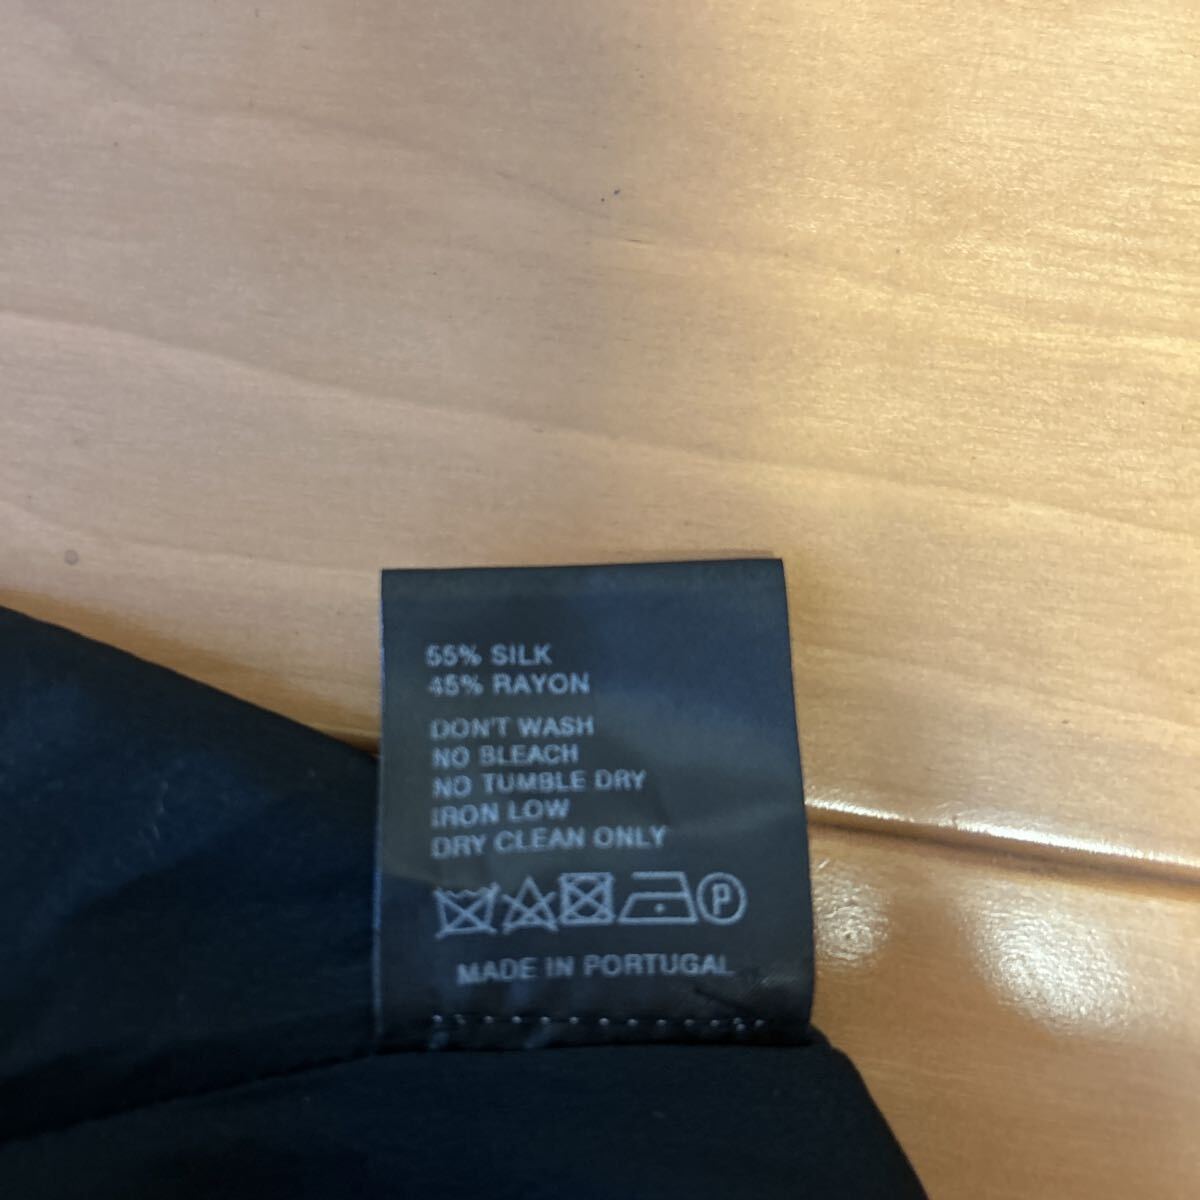 55% SILK
45% RAYON
DON'T WASH
NO BLEACH
NO TUMBLE DRY
IRON LOW
DRY CLEAN ONLY
P
MADE IN PORTUGAL